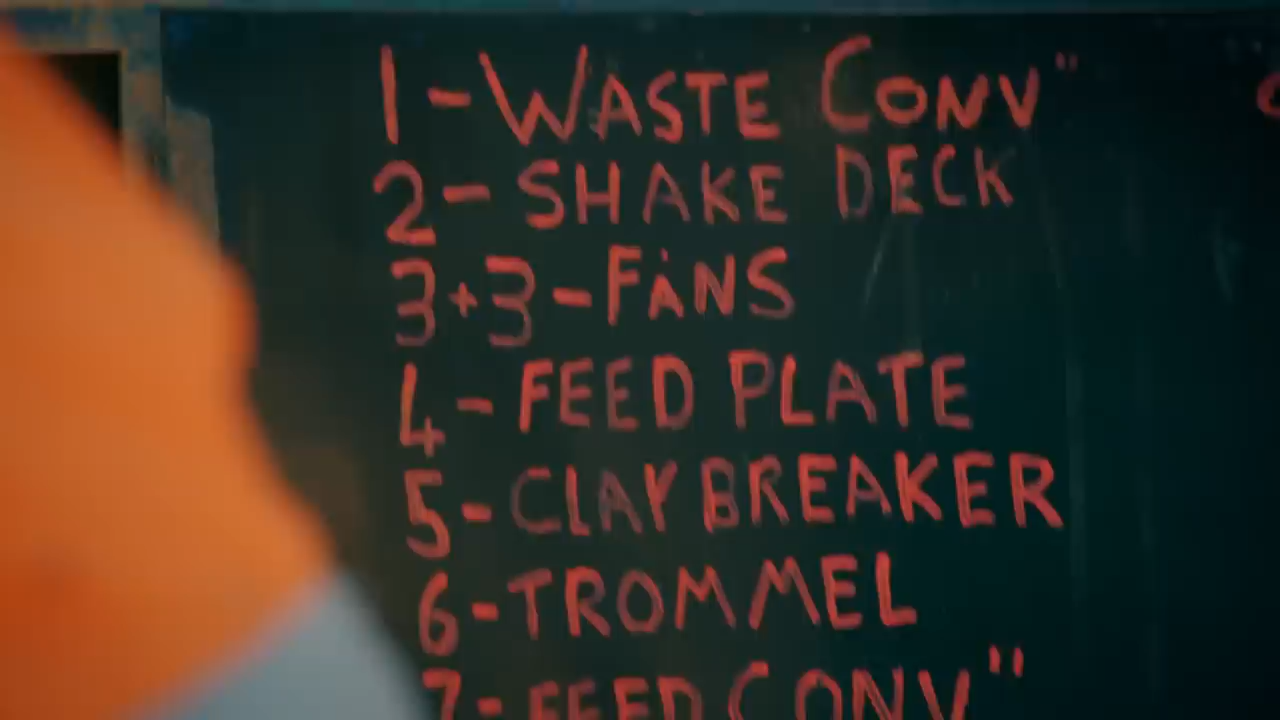 1 - WASTE CONV"
2 - SHAKE DECK
3+3 - FANS
4 - FEED PLATE
5 - CLAY BREAKER
6 - TROMMEL
7 - FEED CONV"